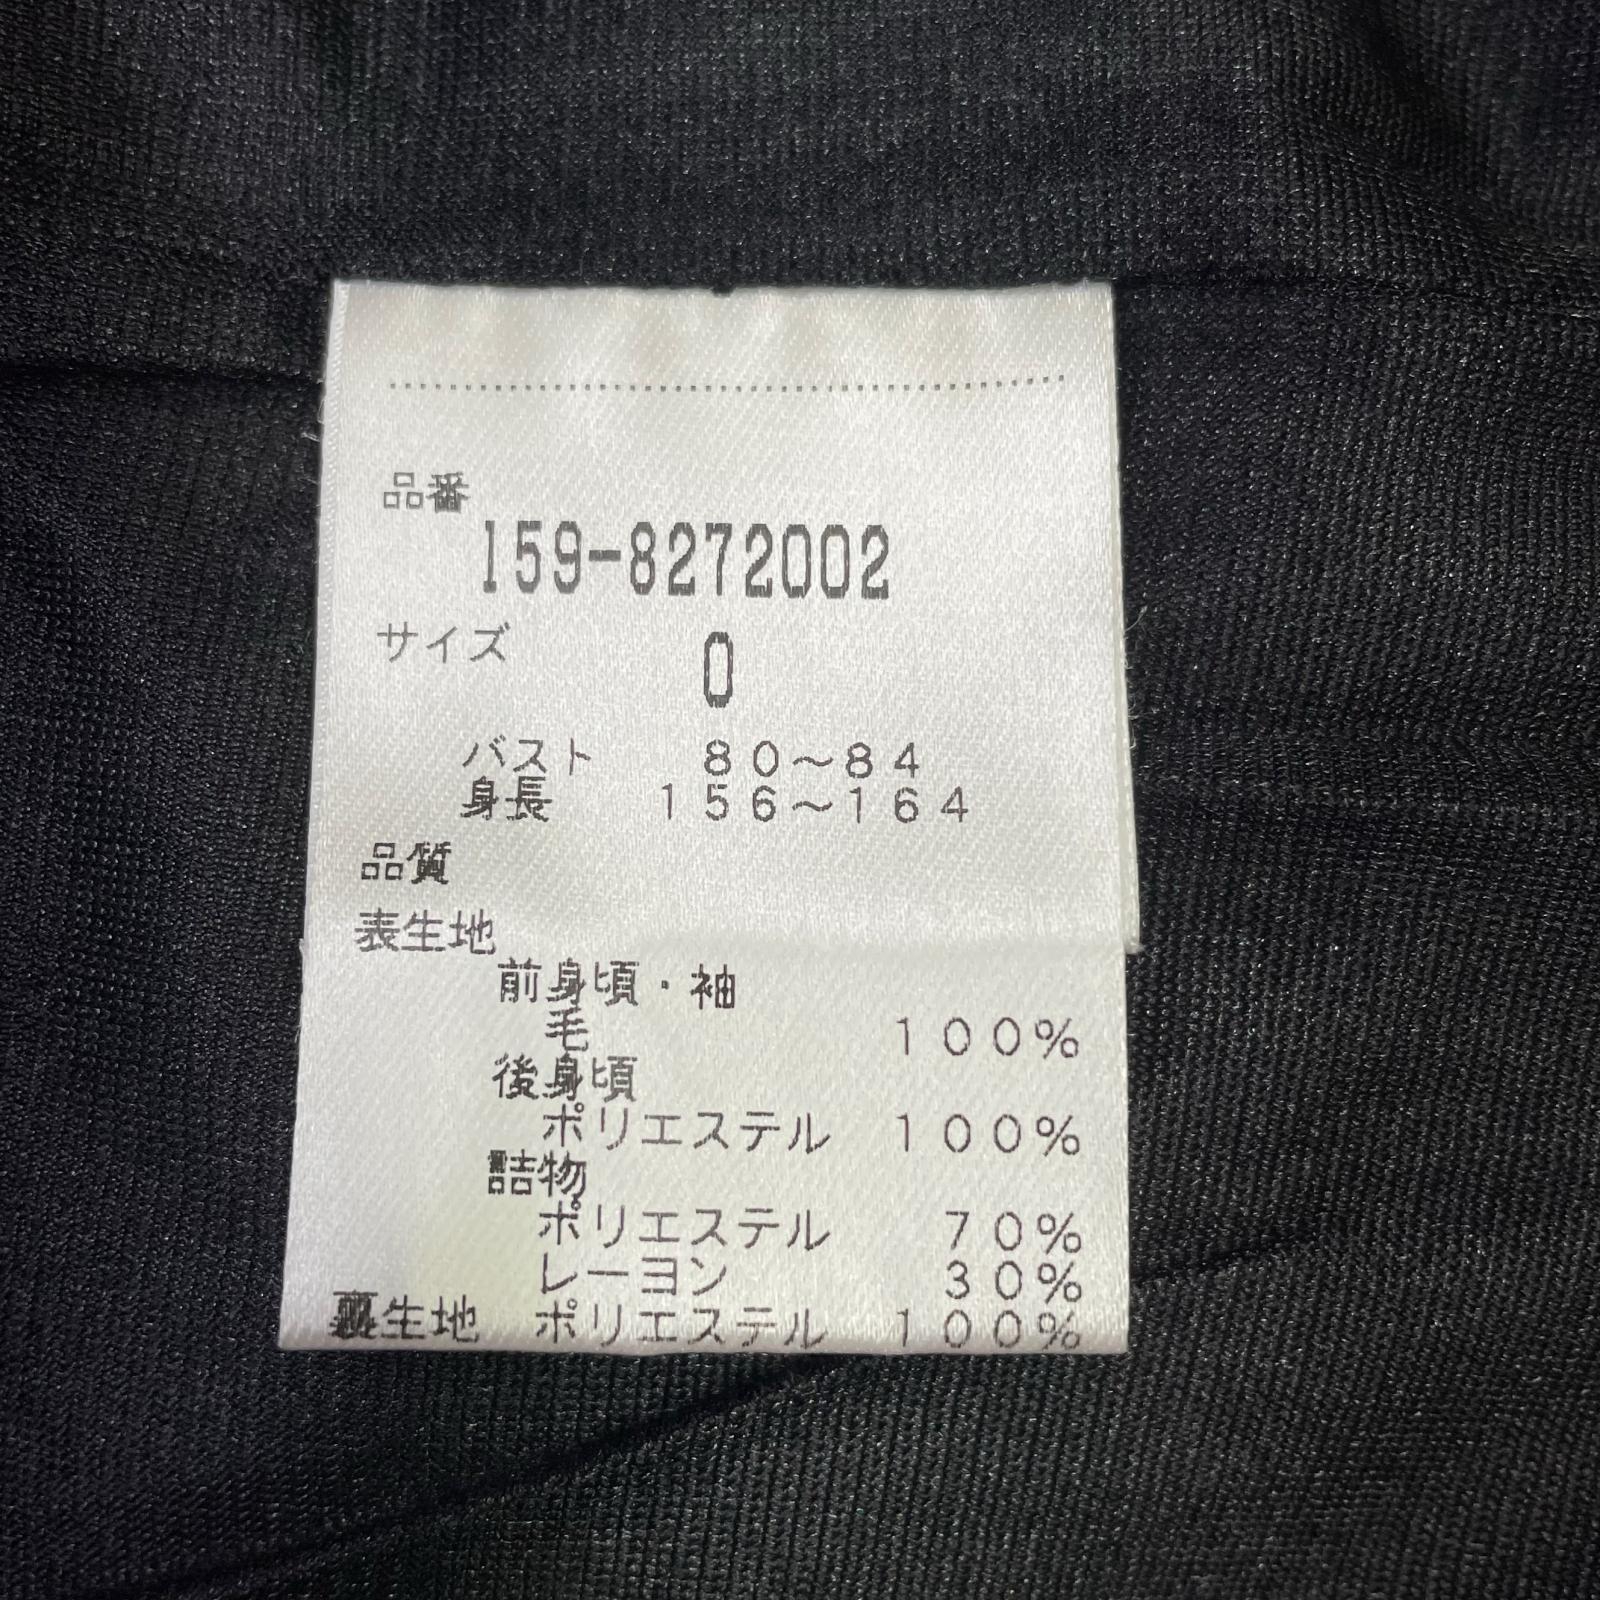 品番
159-8272002
サイズ 0
バスト 80～84
身長 156～164
品質
表生地
前身頃・袖
毛 100%
後身頃
ポリエステル 100%
詰物
ポリエステル 70%
レーヨン 30%
裏生地 ポリエステル 100%